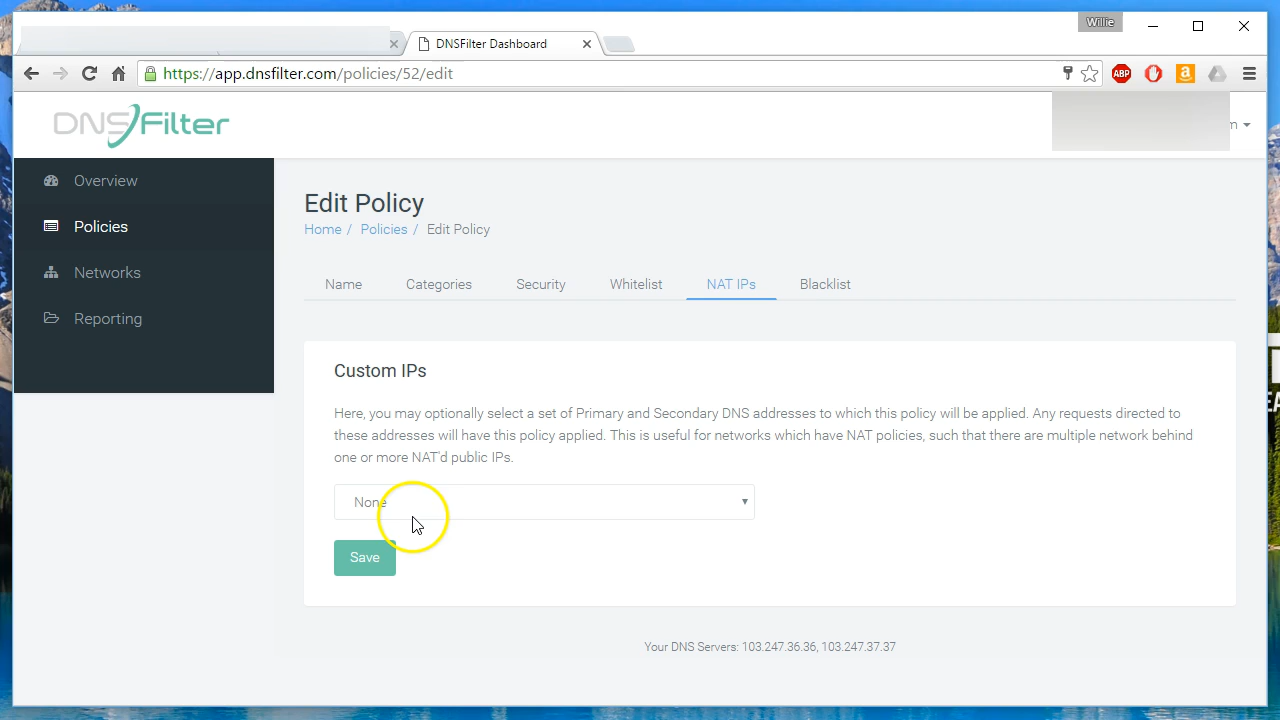 Willie
DNSFilter Dashboard
https://app.dnsfilter.com/policies/52/edit
ABP
DNSFilter
m
Overview
Policies
Networks
Reporting
Edit Policy
Home / Policies / Edit Policy
Name Categories Security Whitelist NAT IPs Blacklist
Custom IPs
Here, you may optionally select a set of Primary and Secondary DNS addresses to which this policy will be applied. Any requests directed to
these addresses will have this policy applied. This is useful for networks which have NAT policies, such that there are multiple network behind
one or more NAT'd public IPs.
None
Save
Your DNS Servers: 103.247.36.36, 103.247.37.37